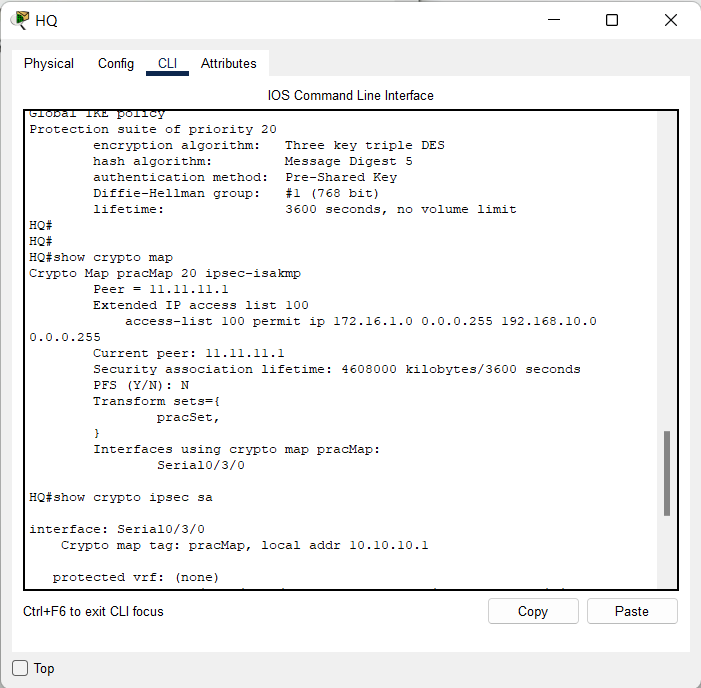 HQ
Physical Config CLI Attributes
IOS Command Line Interface
Global IKE policy
Protection suite of priority 20
encryption algorithm: Three key triple DES
hash algorithm: Message Digest 5
authentication method: Pre-Shared Key
Diffie-Hellman group: #1 (768 bit)
lifetime: 3600 seconds, no volume limit
HQ#
HQ#
HQ#show crypto map
Crypto Map pracMap 20 ipsec-isakmp
Peer = 11.11.11.1
Extended IP access list 100
access-list 100 permit ip 172.16.1.0 0.0.0.255 192.168.10.0
0.0.0.255
Current peer: 11.11.11.1
Security association lifetime: 4608000 kilobytes/3600 seconds
PFS (Y/N): N
Transform sets={
pracSet,
}
Interfaces using crypto map pracMap:
Serial0/3/0
HQ#show crypto ipsec sa
interface: Serial0/3/0
Crypto map tag: pracMap, local addr 10.10.10.1
protected vrf: (none)
Ctrl+F6 to exit CLI focus
Copy Paste
Top